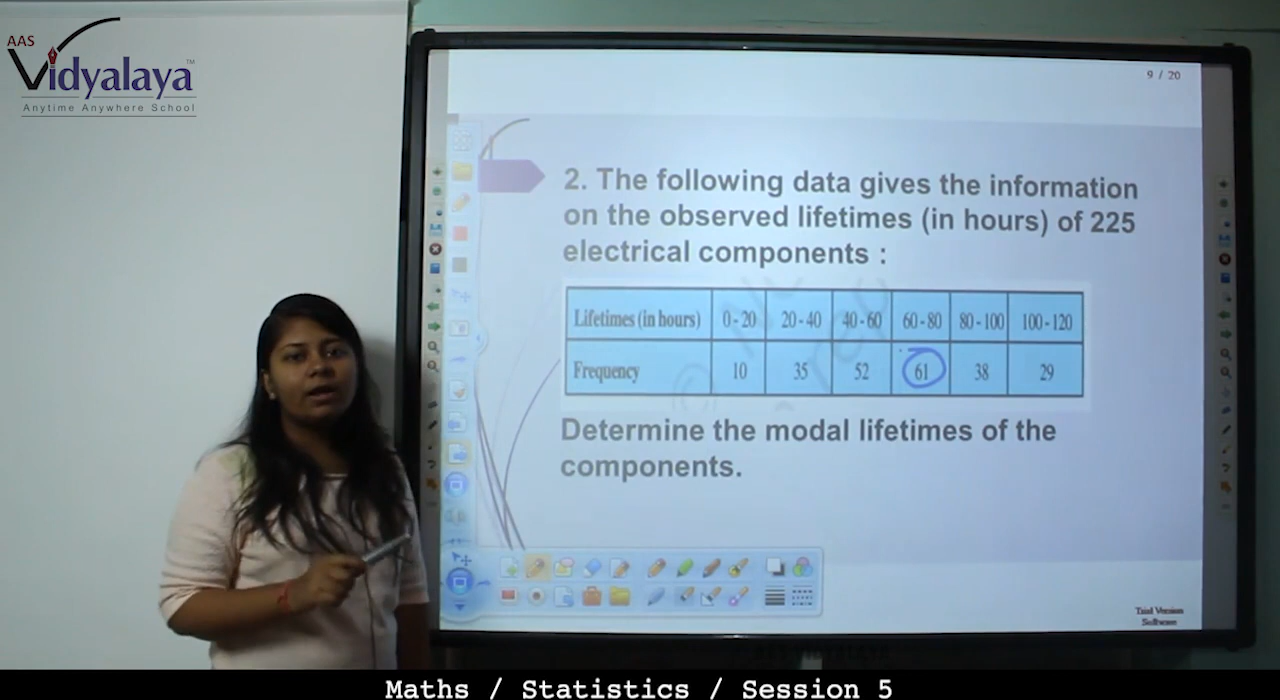 AAS
Vidyalaya™
Anytime Anywhere School
9 / 20
2. The following data gives the information
on the observed lifetimes (in hours) of 225
electrical components :
Lifetimes (in hours) 0 - 20 20 - 40 40 - 60 60 - 80 80 - 100 100 - 120
Frequency 10 35 52 61 38 29
Determine the modal lifetimes of the
components.
Trial Version
Software
Maths / Statistics / Session 5